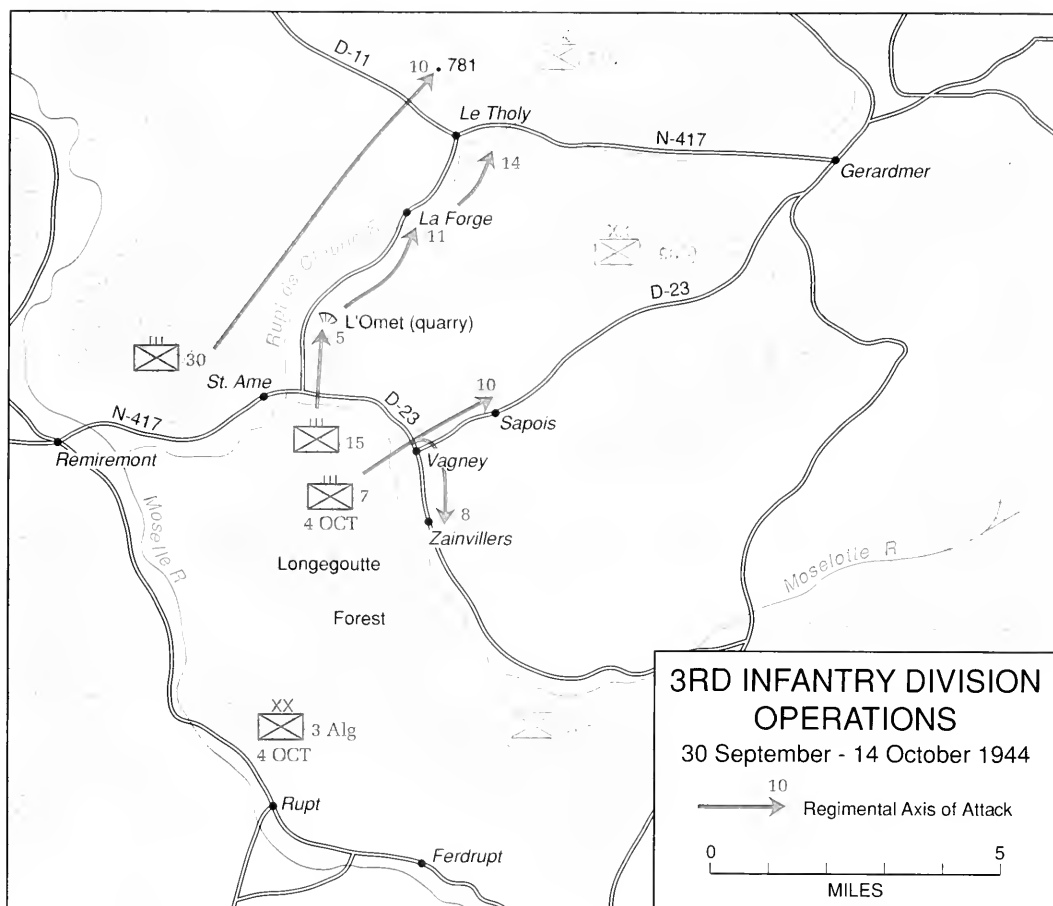 D-11
10
781
Le Tholy
N-417
Gerardmer
14
La Forge
11
D-23
L'Omet (quarry)
5
30
St. Ame
D-23
10
Sapois
N-417
15
Remiremont
Vagney
7
4 OCT
8
Zainvillers
Moselle R
Longegoutte
Forest
Moselotte R
XX
3 Alg
4 OCT
Rupt
Ferdrupt
3RD INFANTRY DIVISION
OPERATIONS
30 September - 14 October 1944
10
Regimental Axis of Attack
0 5
MILES